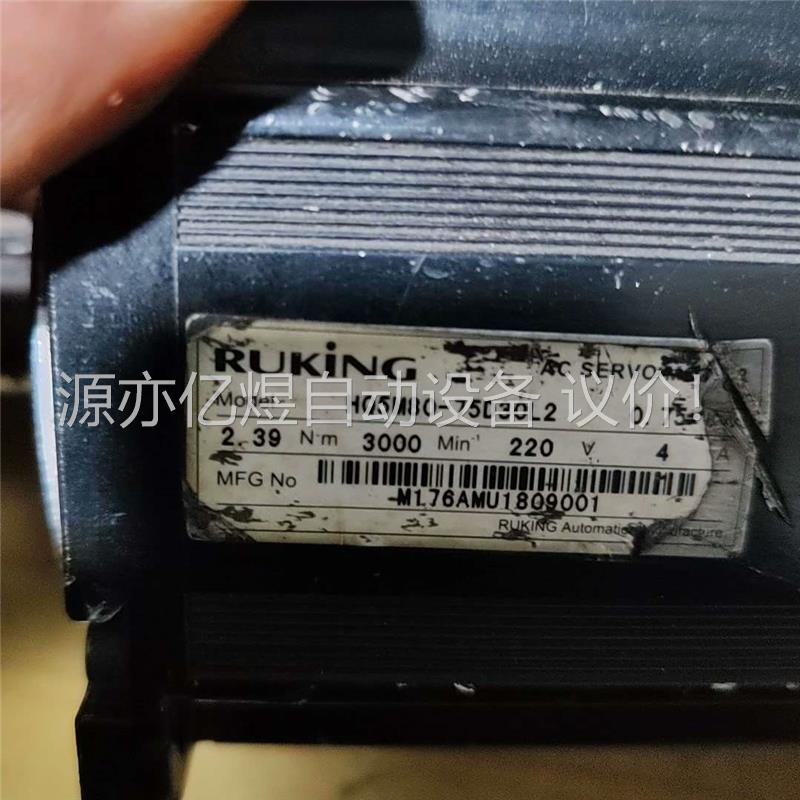 RUKING AC SERVO
源亦亿煜自动设备 议价!
Model
2.39 N·m 3000 Min⁻¹ 220 V 4 A
MFG No
M176AMU1809001
RUKING